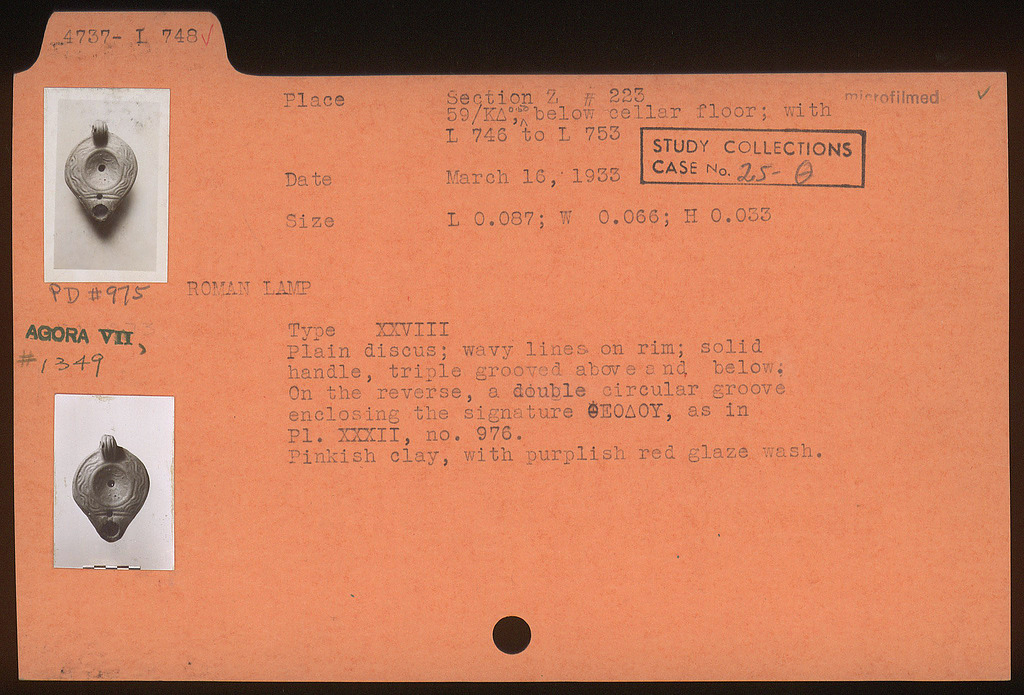 4737- L 748✓
Place Section Z # 223 microfilmed ✓
59/ΚΔ, 0.60 below cellar floor; with
L 746 to L 753
STUDY COLLECTIONS
CASE No. 25-Θ
Date March 16, 1933
Size L 0.087; W 0.066; H 0.033
PD #975
ROMAN LAMP
AGORA VII,
#1349
Type XXVIII
Plain discus; wavy lines on rim; solid
handle, triple grooved above and below.
On the reverse, a double circular groove
enclosing the signature ΘΕΟΔΟΥ, as in
Pl. XXXII, no. 976.
Pinkish clay, with purplish red glaze wash.